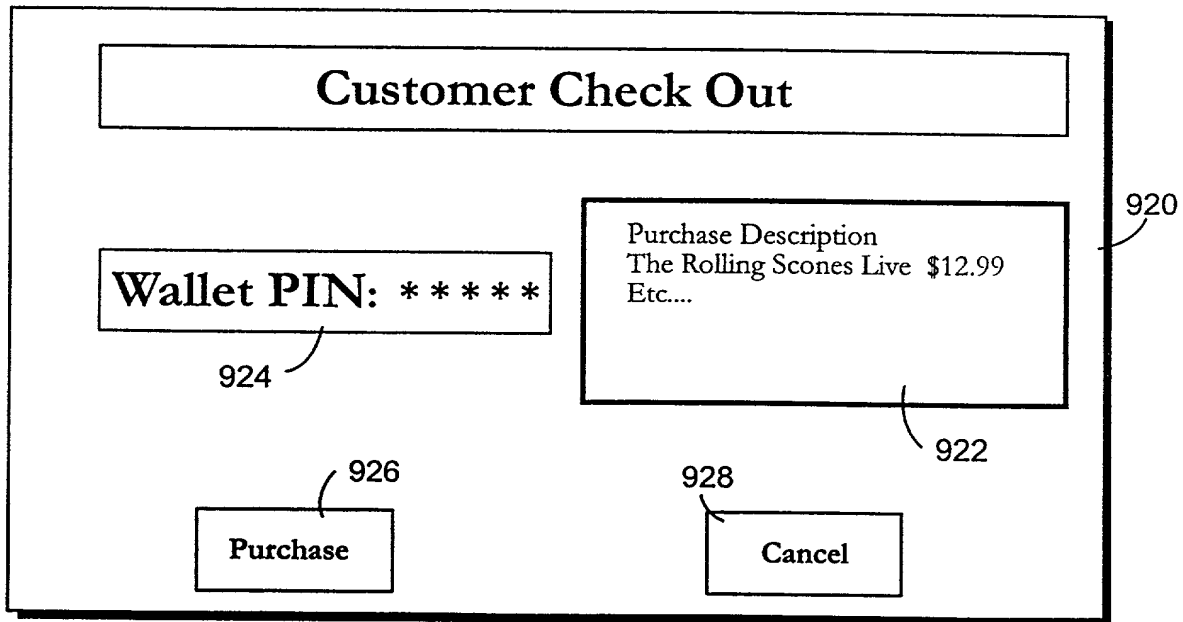 Customer Check Out
920
Purchase Description
The Rolling Scones Live $12.99
Etc....
Wallet PIN: *****
924
922
926
928
Purchase
Cancel